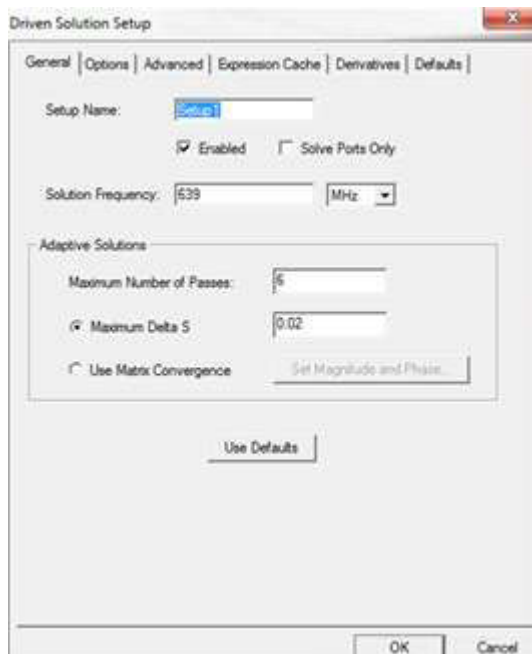 Driven Solution Setup
General | Options | Advanced | Expression Cache | Derivatives | Defaults
Setup Name: Setup1
Enabled Solve Ports Only
Solution Frequency: 639 MHz
Adaptive Solutions
Maximum Number of Passes: 6
Maximum Delta S 0.02
Use Matrix Convergence Set Magnitude and Phase...
Use Defaults
OK Cancel